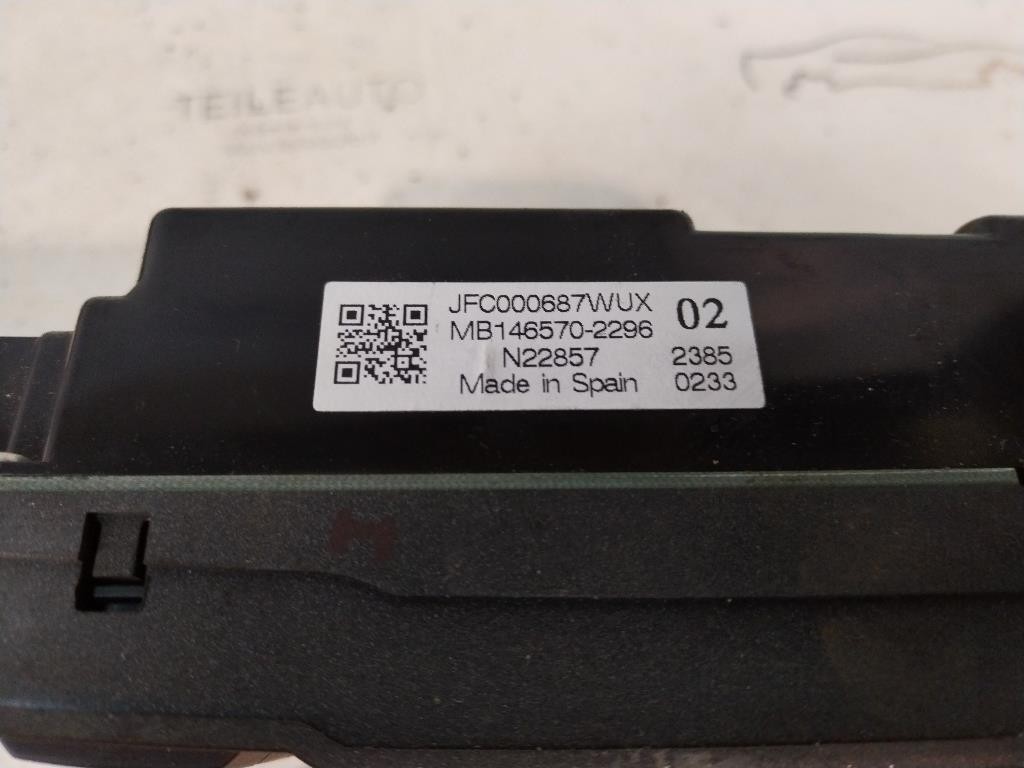 TEILEAUTO
JFC000687WUX
02
MB146570-2296
N22857
2385
Made in Spain
0233